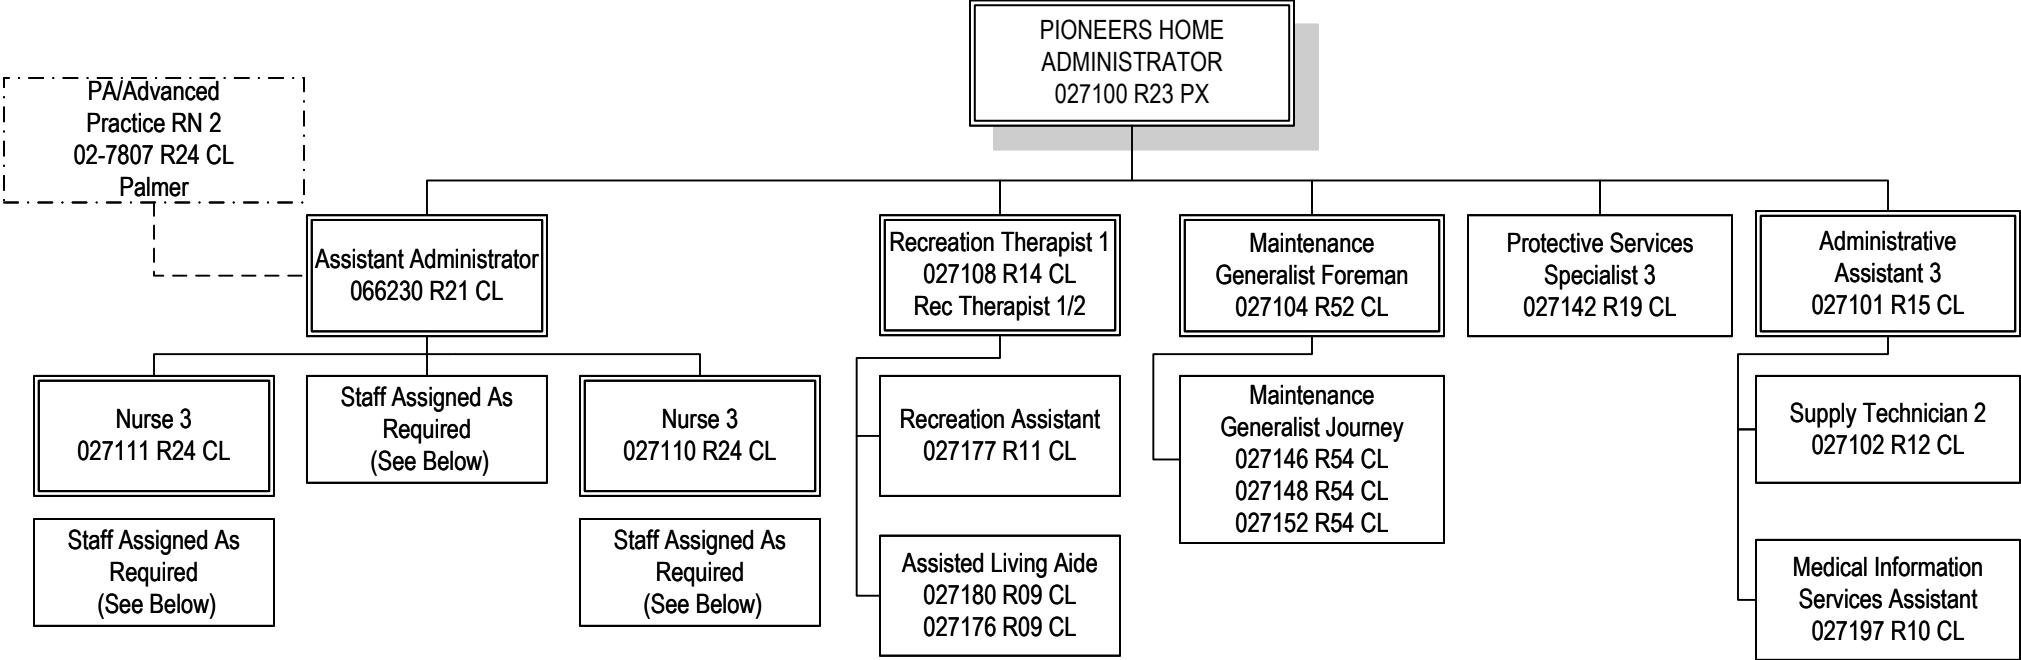 PIONEERS HOME
ADMINISTRATOR
027100 R23 PX
PA/Advanced
Practice RN 2
02-7807 R24 CL
Palmer
Assistant Administrator
066230 R21 CL
Recreation Therapist 1
027108 R14 CL
Rec Therapist 1/2
Maintenance
Generalist Foreman
027104 R52 CL
Protective Services
Specialist 3
027142 R19 CL
Administrative
Assistant 3
027101 R15 CL
Nurse 3
027111 R24 CL
Staff Assigned As
Required
(See Below)
Nurse 3
027110 R24 CL
Recreation Assistant
027177 R11 CL
Maintenance
Generalist Journey
027146 R54 CL
027148 R54 CL
027152 R54 CL
Supply Technician 2
027102 R12 CL
Staff Assigned As
Required
(See Below)
Staff Assigned As
Required
(See Below)
Assisted Living Aide
027180 R09 CL
027176 R09 CL
Medical Information
Services Assistant
027197 R10 CL